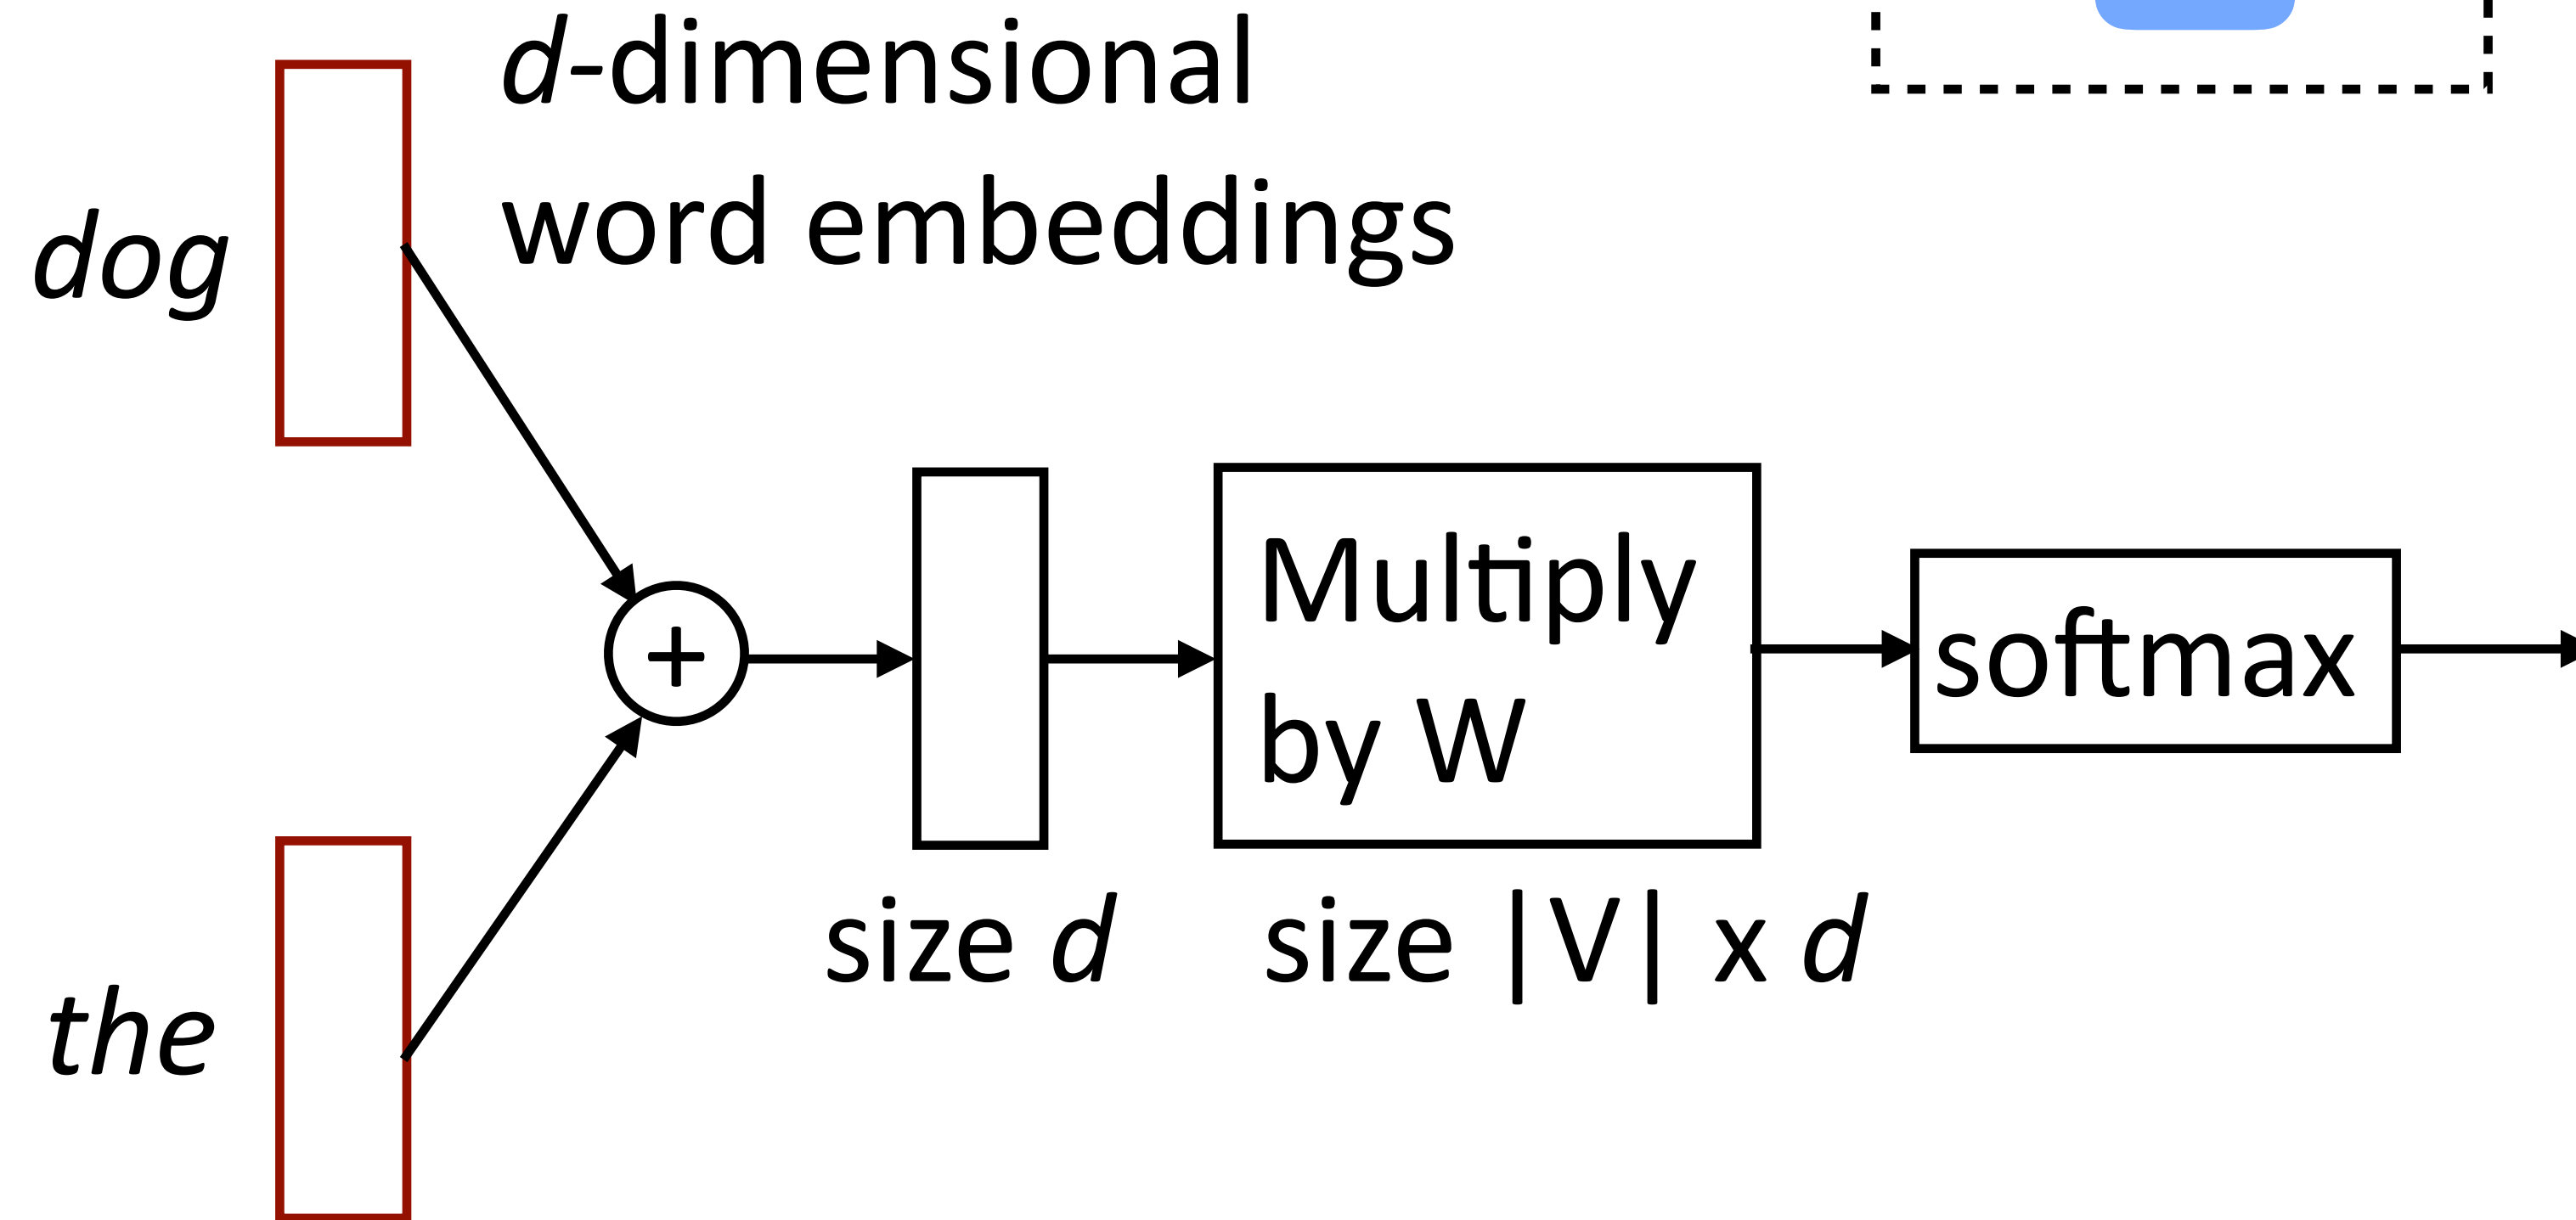 d-dimensional
word embeddings
dog
+
Multiply
by W
softmax
size d
size |V| x d
the